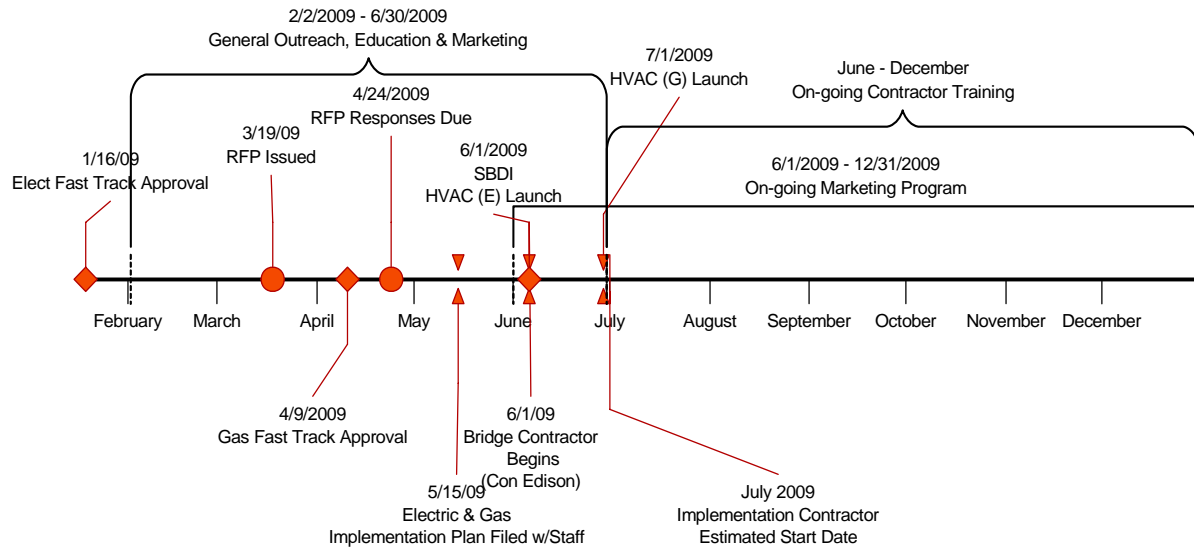 2/2/2009 - 6/30/2009
General Outreach, Education & Marketing
7/1/2009
HVAC (G) Launch
June - December
On-going Contractor Training
4/24/2009
RFP Responses Due
3/19/09
RFP Issued
1/16/09
Elect Fast Track Approval
6/1/2009
SBDI
HVAC (E) Launch
6/1/2009 - 12/31/2009
On-going Marketing Program
February
March
April
May
June
July
August
September
October
November
December
4/9/2009
Gas Fast Track Approval
6/1/09
Bridge Contractor
Begins
(Con Edison)
5/15/09
Electric & Gas
Implementation Plan Filed w/Staff
July 2009
Implementation Contractor
Estimated Start Date